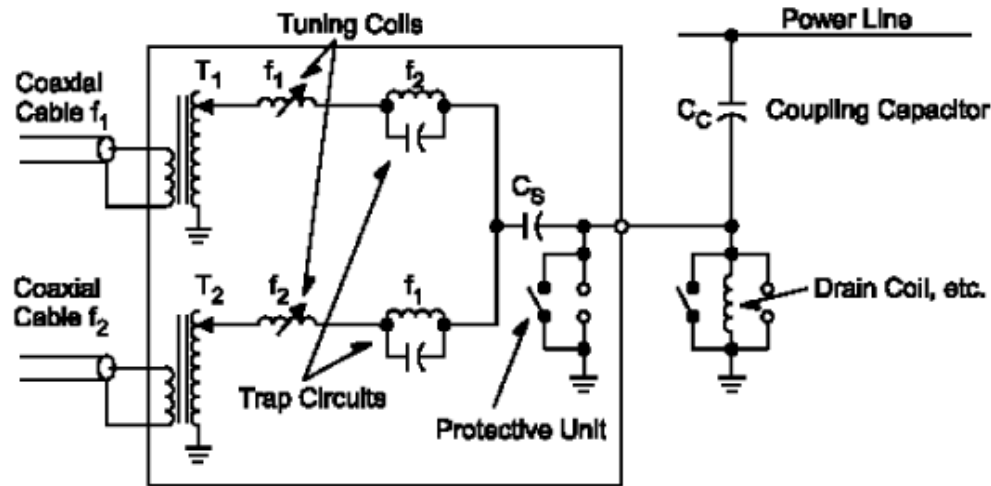 Tuning Coils
Power Line
Coaxial
Cable f1
T1
f1
f2
CC
Coupling Capacitor
CS
Coaxial
Cable f2
T2
f2
f1
Drain Coil, etc.
Trap Circuits
Protective Unit